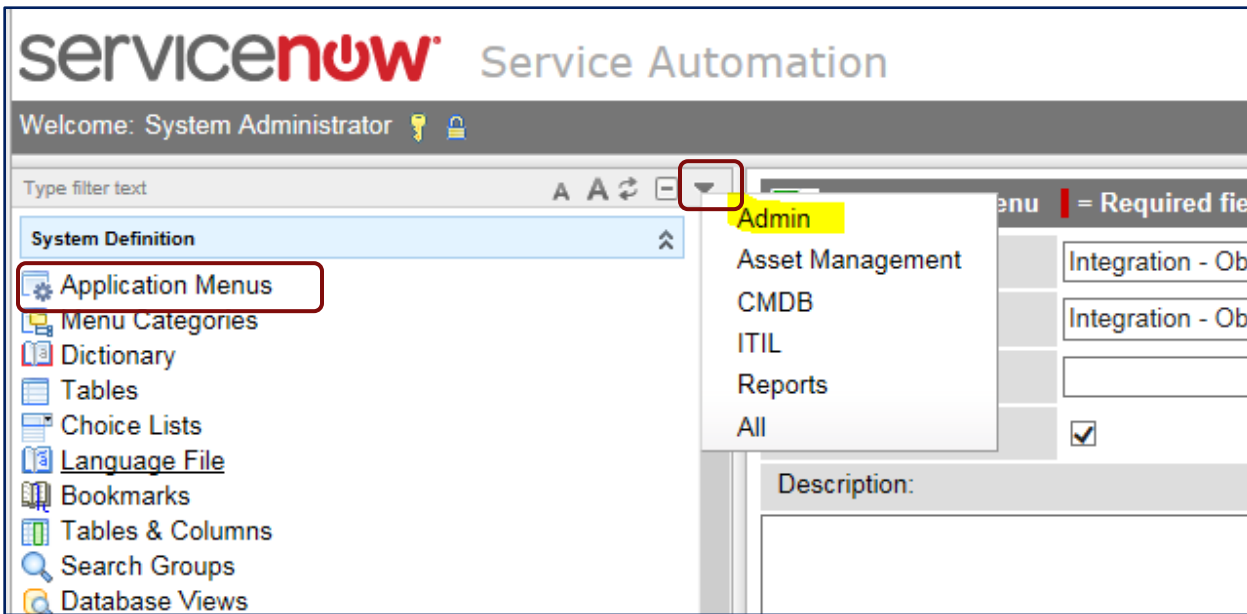 servicenow Service Automation
Welcome: System Administrator
Type filter text A A
System Definition
Application Menus
Menu Categories
Dictionary
Tables
Choice Lists
Language File
Bookmarks
Tables & Columns
Search Groups
Database Views
Admin
Asset Management
CMDB
ITIL
Reports
All
enu = Required fie
Integration - Ob
Integration - Ob
Description: